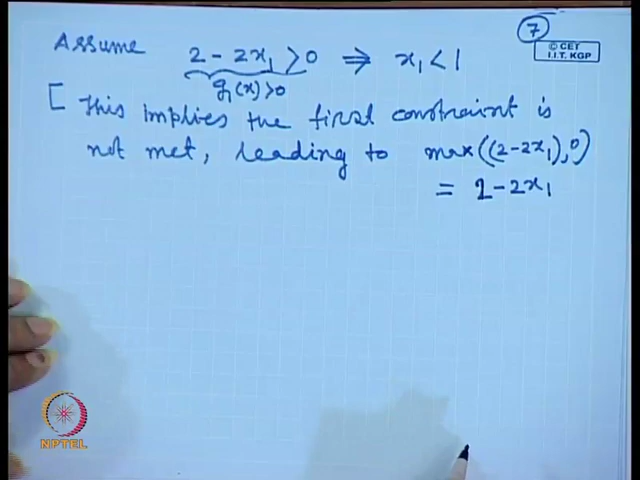 7
© CET
I.I.T. KGP
Assume 2 - 2x₁ > 0 ⇒ x₁ < 1
g₁(x) > 0
[ This implies the first constraint is
not met, leading to max((2-2x₁), 0)
= 2-2x₁
NPTEL